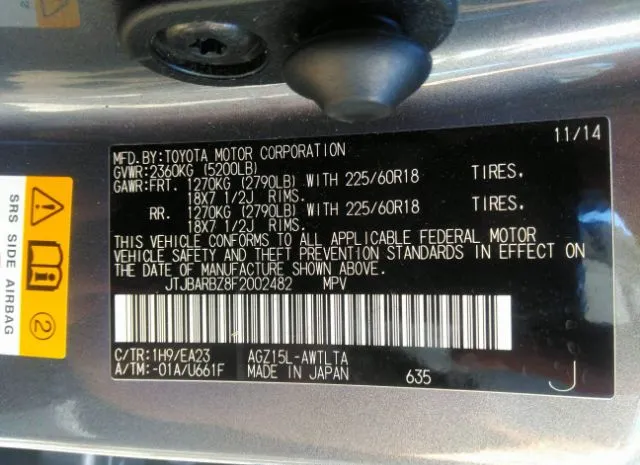 11/14
MFD.BY:TOYOTA MOTOR CORPORATION
GVWR:2360KG (5200LB)
GAWR:FRT. 1270KG (2790LB) WITH 225/60R18 TIRES,
18X7 1/2J RIMS.
RR. 1270KG (2790LB) WITH 225/60R18 TIRES,
18X7 1/2J RIMS.
THIS VEHICLE CONFORMS TO ALL APPLICABLE FEDERAL MOTOR
VEHICLE SAFETY AND THEFT PREVENTION STANDARDS IN EFFECT ON
THE DATE OF MANUFACTURE SHOWN ABOVE.
JTJBARBZ8F2002482 MPV
C/TR:1H9/EA23 AGZ15L-AWTLTA
A/TM:-01A/U661F MADE IN JAPAN 635 J
SRS SIDE AIRBAG
2